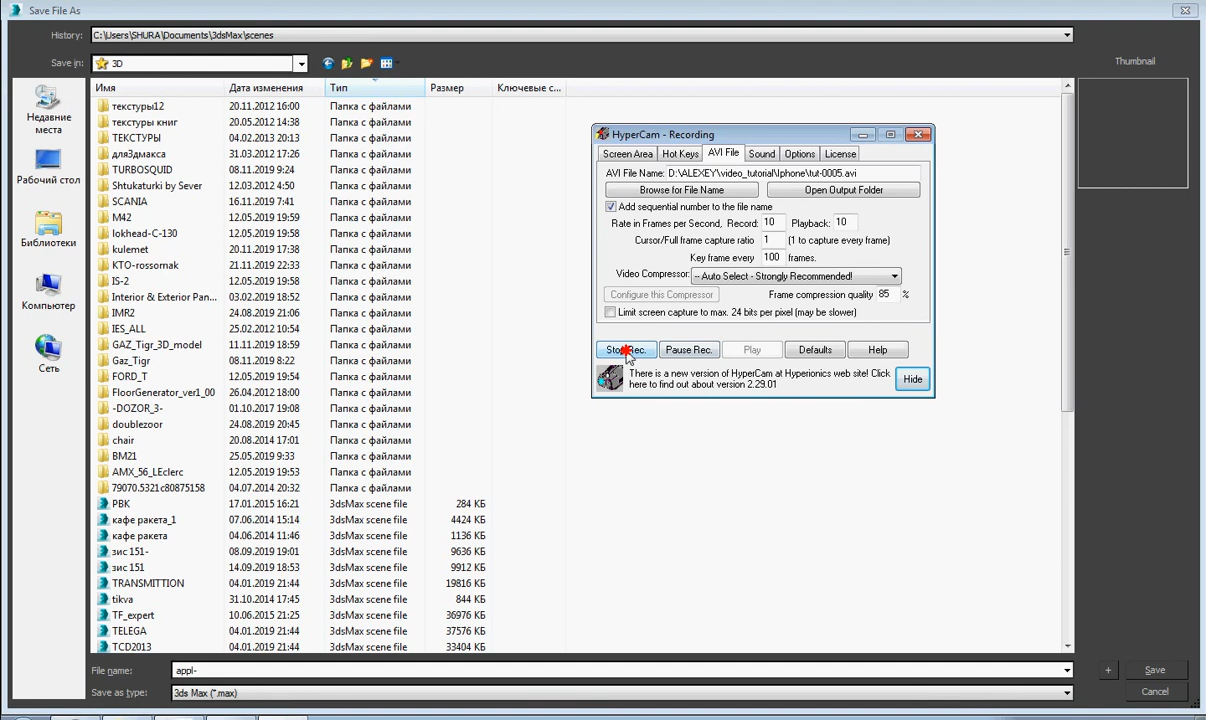 Save File As
History: C:\Users\SHURA\Documents\3dsMax\scenes
Save in: 3D
Thumbnail
Имя Дата изменения Тип Размер Ключевые с...
текстуры12 20.11.2012 16:00 Папка с файлами
текстуры книг 20.05.2012 14:38 Папка с файлами
ТЕКСТУРЫ 04.02.2013 20:13 Папка с файлами
для3дмакса 31.03.2012 17:26 Папка с файлами
TURBOSQUID 08.11.2019 9:24 Папка с файлами
Shtukaturki by Sever 12.03.2012 4:50 Папка с файлами
SCANIA 16.11.2019 7:41 Папка с файлами
M42 12.05.2019 19:59 Папка с файлами
lokhead-C-130 12.05.2019 19:59 Папка с файлами
kulemet 20.11.2019 17:38 Папка с файлами
KTO-rossomak 21.11.2019 22:33 Папка с файлами
IS-2 12.05.2019 19:58 Папка с файлами
Interior & Exterior Pan... 03.02.2019 18:52 Папка с файлами
IMR2 24.08.2019 21:06 Папка с файлами
IES_ALL 25.02.2012 10:54 Папка с файлами
GAZ_Tigr_3D_model 11.09.2019 22:19 Папка с файлами
Gaz_Tigr 08.11.2019 8:22 Папка с файлами
FORD_T 12.05.2019 19:54 Папка с файлами
FloorGenerator_ver1_00 26.04.2012 18:00 Папка с файлами
-DOZOR_3- 01.10.2017 19:08 Папка с файлами
doublezoor 24.08.2019 20:45 Папка с файлами
chair 20.08.2014 17:01 Папка с файлами
BM21 25.05.2019 9:33 Папка с файлами
AMX_56_LEclerc 12.05.2019 19:53 Папка с файлами
79070.5321c80875158 04.07.2014 20:32 Папка с файлами
РВК 17.01.2015 16:21 3dsMax scene file 284 КБ
кафе ракета_1 07.06.2014 15:14 3dsMax scene file 4424 КБ
кафе ракета 04.06.2014 11:46 3dsMax scene file 1136 КБ
зис 151- 08.09.2019 19:01 3dsMax scene file 9636 КБ
зис 151 14.09.2019 18:53 3dsMax scene file 9912 КБ
TRANSMITTION 04.01.2019 21:44 3dsMax scene file 19816 КБ
tikva 31.10.2014 17:45 3dsMax scene file 844 КБ
TF_expert 10.06.2015 21:25 3dsMax scene file 36976 КБ
TELEGA 04.01.2019 21:44 3dsMax scene file 37576 КБ
TCD2013 04.01.2019 21:44 3dsMax scene file 33404 КБ
Недавние места
Рабочий стол
Библиотеки
Компьютер
Сеть
HyperCam - Recording
Screen Area Hot Keys AVI File Sound Options License
AVI File Name: D:\ALEXEY\video_tutorial\Iphone\tut-0005.avi
Browse for File Name Open Output Folder
Add sequential number to the file name
Rate in Frames per Second, Record: 10 Playback: 10
Cursor/Full frame capture ratio 1 (1 to capture every frame)
Key frame every 100 frames.
Video Compressor: -- Auto Select - Strongly Recommended!
Configure this Compressor Frame compression quality 85 %
Limit screen capture to max. 24 bits per pixel (may be slower)
Stop Rec. Pause Rec. Play Defaults Help
There is a new version of HyperCam at Hyperionics web site! Click
here to find out about version 2.29.01
Hide
File name: appl- + Save
Save as type: 3ds Max (*.max) Cancel